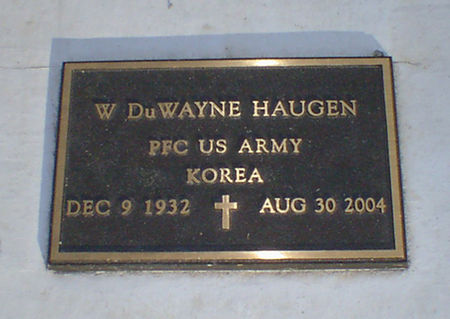 W DuWAYNE HAUGEN
PFC US ARMY
KOREA
DEC 9 1932 AUG 30 2004